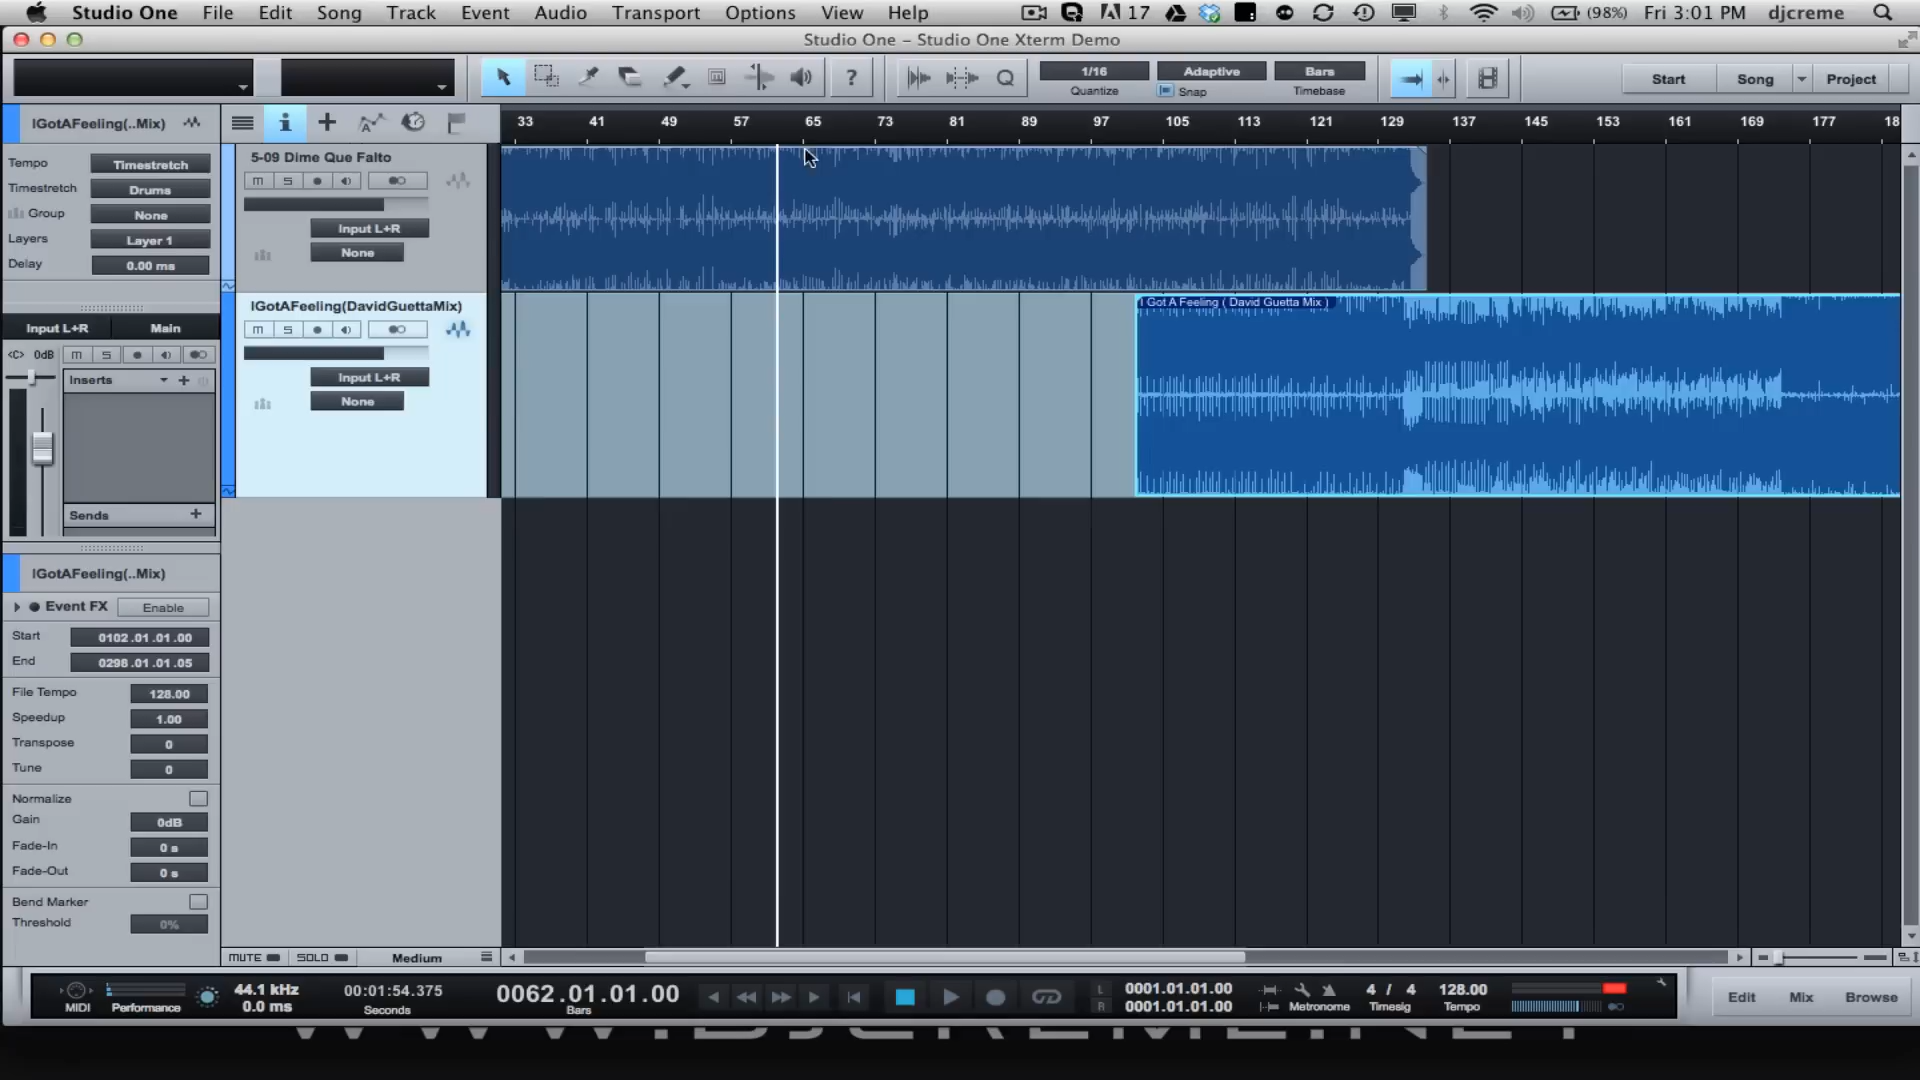 Studio One File Edit Song Track Event Audio Transport Options View Help 17 (98%) Fri 3:01 PM djcreme
Studio One – Studio One Xterm Demo
? 1/16 Adaptive Bars Start Song Project
Quantize Snap Timebase
IGotAFeeling(..Mix) 33 41 49 57 65 73 81 89 97 105 113 121 129 137 145 153 161 169 177 18
Tempo Timestretch
Timestretch Drums
Group None
Layers Layer 1
Delay 0.00 ms
5-09 Dime Que Falto
M S
Input L+R
None
IGotAFeeling(DavidGuettaMix)
M S
Input L+R
None
I Got A Feeling ( David Guetta Mix )
Input L+R Main
<C> 0dB M S
Inserts
Sends
IGotAFeeling(..Mix)
Event FX Enable
Start 0102.01.01.00
End 0298.01.01.05
File Tempo 128.00
Speedup 1.00
Transpose 0
Tune 0
Normalize
Gain 0dB
Fade-In 0 s
Fade-Out 0 s
Bend Marker
Threshold 0%
MUTE SOLO Medium
MIDI Performance 44.1 kHz 0.0 ms 00:01:54.375 Seconds 0062.01.01.00 Bars
L 0001.01.01.00
R 0001.01.01.00
Metronome 4 / 4 Timesig 128.00 Tempo
Edit Mix Browse
WWW.DJCREME.NET